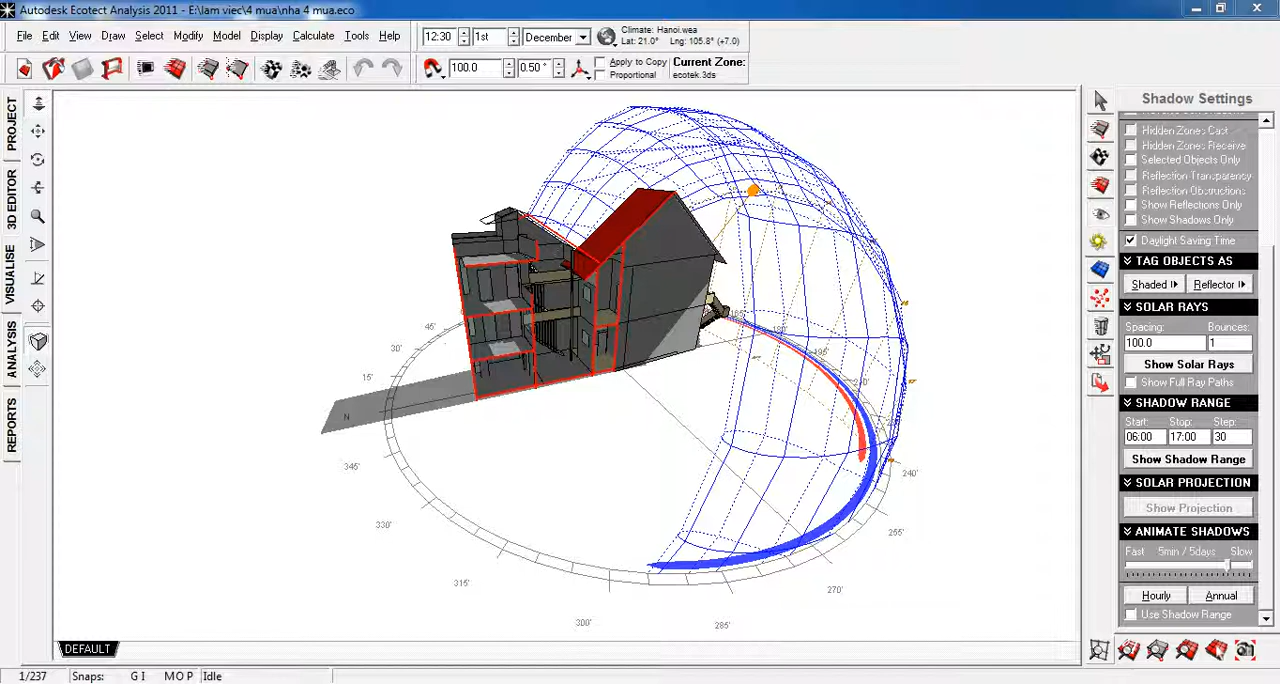 Autodesk Ecotect Analysis 2011 - E:\lam viec\4 mua\nha 4 mua.eco
File Edit View Draw Select Modify Model Display Calculate Tools Help
12:30 1st December
Climate: Hanoi.wea
Lat: 21.0° Lng: 105.8° (+7.0)
100.0 0.50 °
Apply to Copy
Proportional
Current Zone:
ecotek.3ds
PROJECT
3D EDITOR
VISUALISE
ANALYSIS
REPORTS
45'
30'
15'
N
345'
330'
315'
300'
285'
270'
255'
240'
195'
180'
DEFAULT
Shadow Settings
Hidden Zones Cast
Hidden Zones Receive
Selected Objects Only
Reflection Transparency
Reflection Obstructions
Show Reflections Only
Show Shadows Only
Daylight Saving Time
TAG OBJECTS AS
Shaded Reflector
SOLAR RAYS
Spacing: Bounces:
100.0 1
Show Solar Rays
Show Full Ray Paths
SHADOW RANGE
Start: Stop: Step:
06:00 17:00 30
Show Shadow Range
SOLAR PROJECTION
Show Projection
ANIMATE SHADOWS
Fast 5min / 5days Slow
Hourly Annual
Use Shadow Range
1/237 Snaps: G I M O P Idle